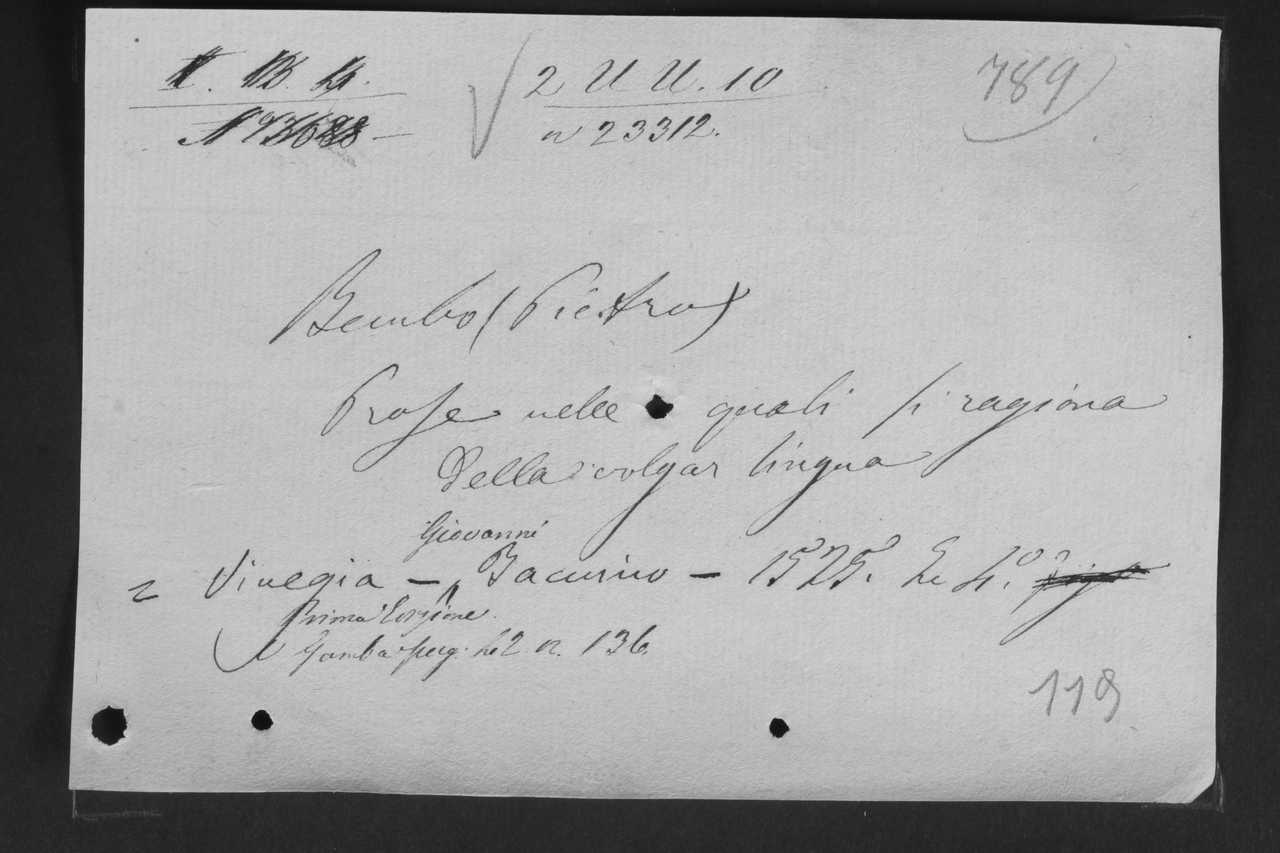 2 U U. 10
789
n 23312.
Bembo (Pietro)
Prose nelle quali si ragiona
della volgar lingua
Giovanni
= Vinegia - Tacuino - 1525. In 4º.
Prima Edizione
Gamba pag. 42 n. 136.
119